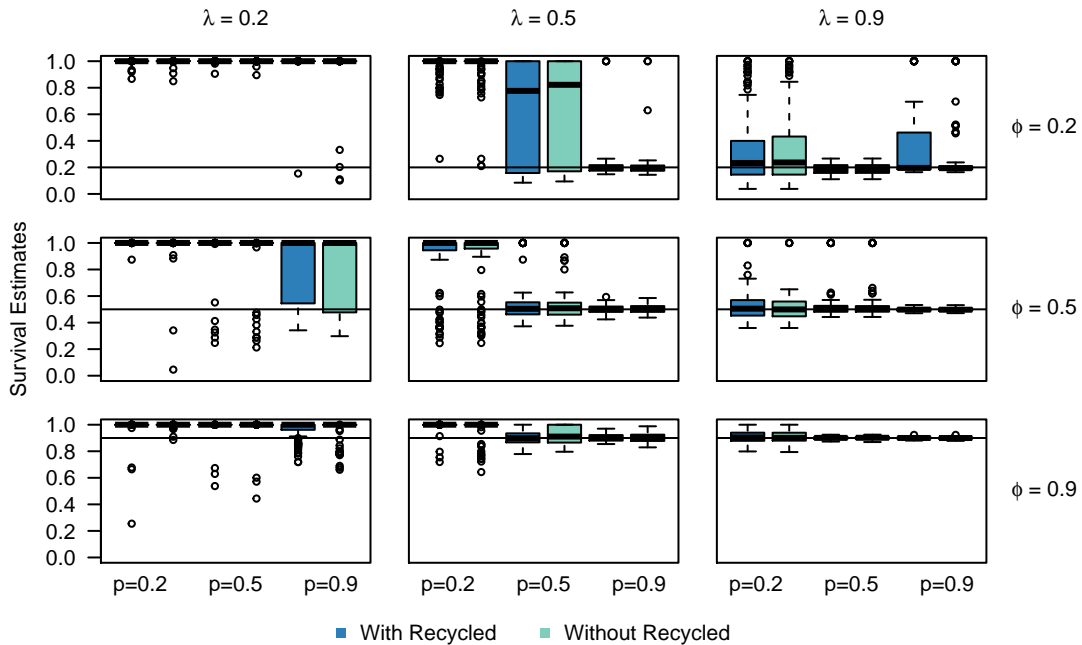 λ = 0.2 λ = 0.5 λ = 0.9
1.0
0.8
0.6
0.4
0.2
0.0
ϕ = 0.2
Survival Estimates
1.0
0.8
0.6
0.4
0.2
0.0
ϕ = 0.5
1.0
0.8
0.6
0.4
0.2
0.0
ϕ = 0.9
p=0.2 p=0.5 p=0.9 p=0.2 p=0.5 p=0.9 p=0.2 p=0.5 p=0.9
With Recycled Without Recycled